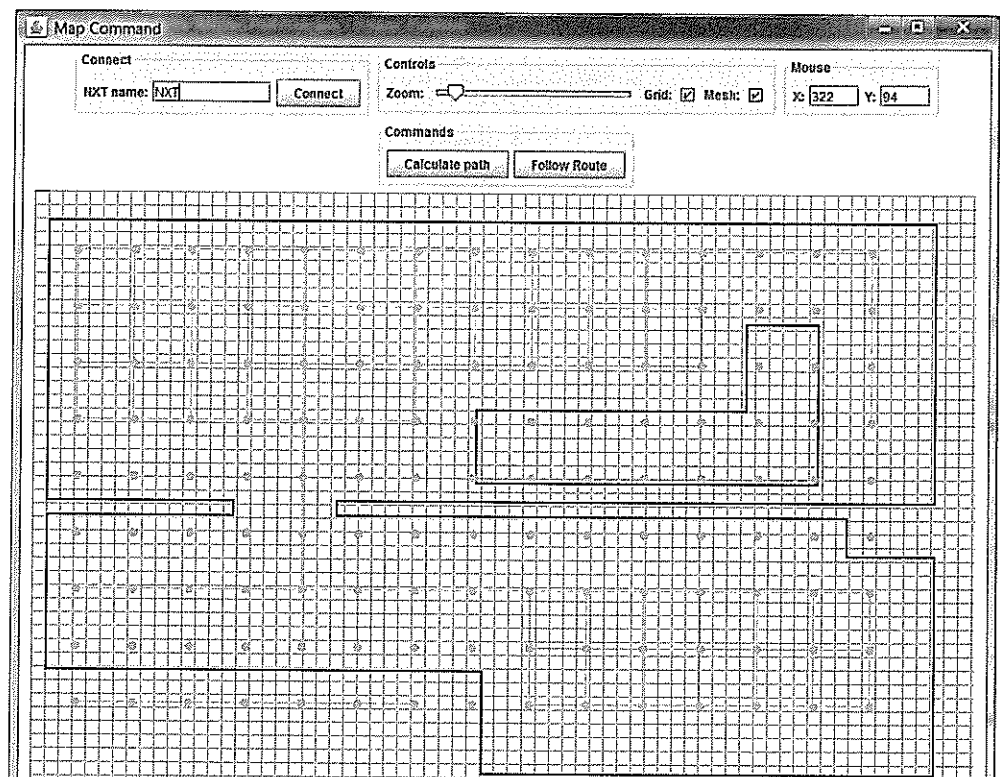 Map Command
Connect
NXT name: NXT Connect
Controls
Zoom: Grid: Mesh:
Mouse
X: 322 Y: 94
Commands
Calculate path Follow Route